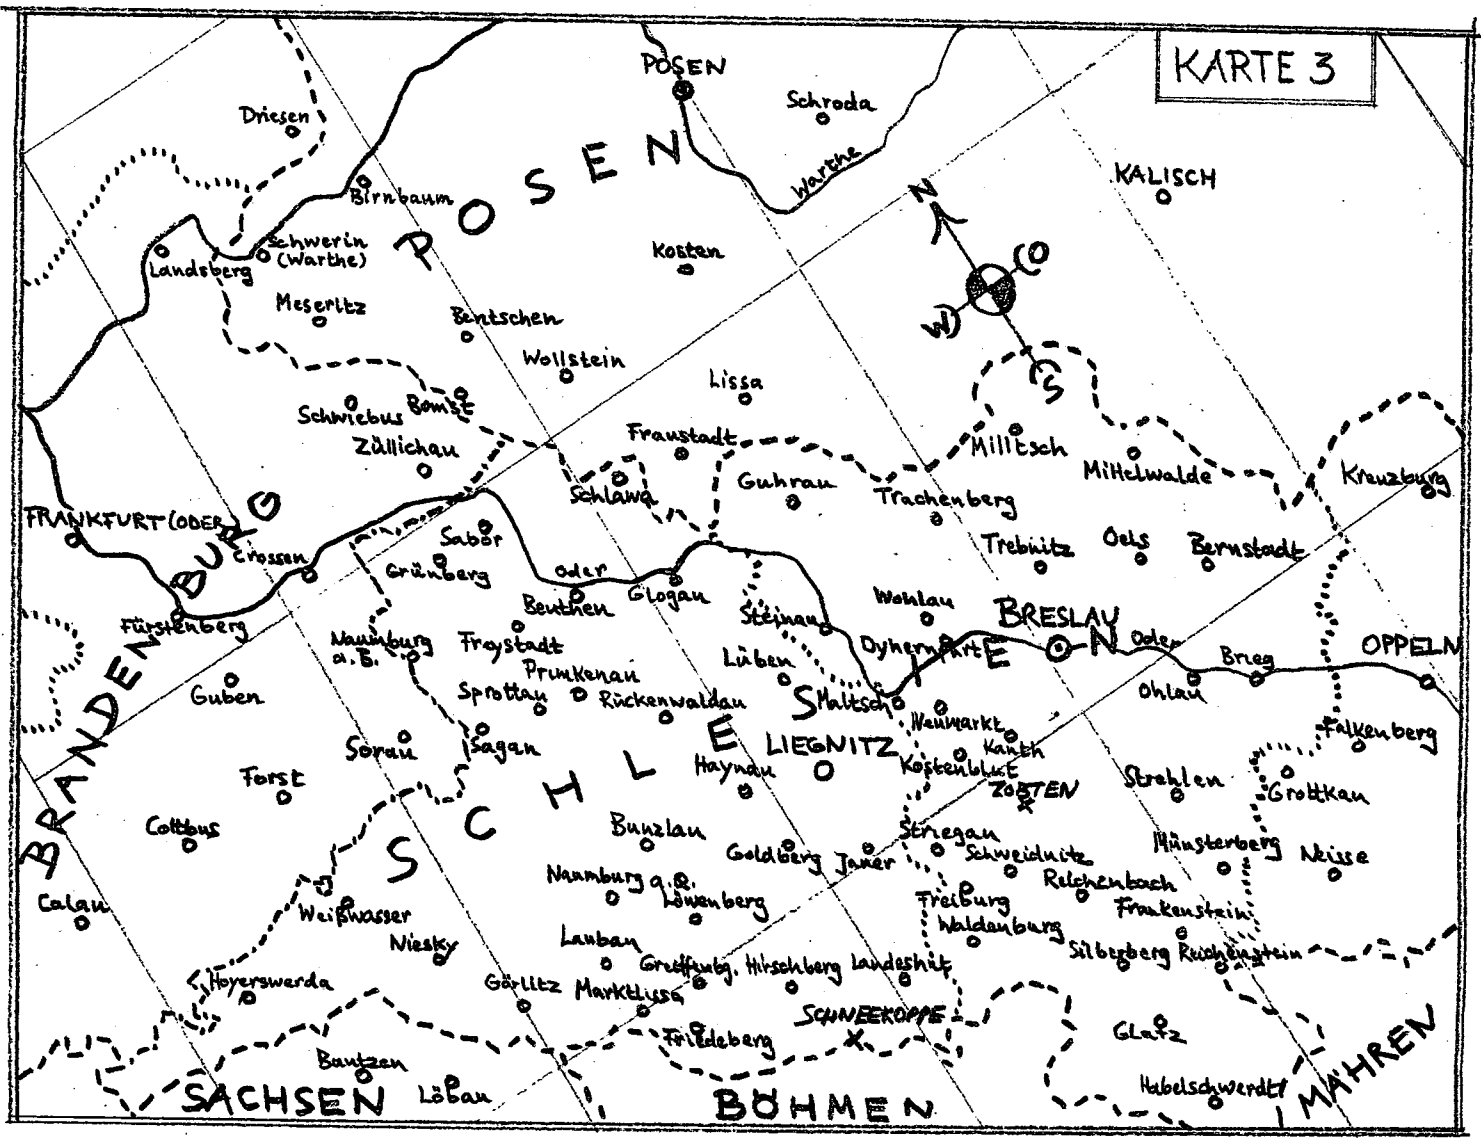 KARTE 3
POSEN
Schroda
Driesen
Warthe
KALISCH
POSEN
Birnbaum
N
O
W
S
Schwerin
(Warthe)
Landsberg
Kosten
Meseritz
Bentschen
Wollstein
Lissa
Bomst
Schwiebus
Züllichau
Fraustadt
Militsch
Mittelwalde
Kreuzburg
Schlawa
Guhrau
Trachenberg
FRANKFURT (ODER)
BRANDENBURG
Crossen
Sabor
Grünberg
Oder
Trebnitz
Oels
Bernstadt
Beuthen
Glogau
Steinau
Wohlau
BRESLAU
Oder
OPPELN
Fürstenberg
Naumburg
a.B.
Freystadt
Dyhernfurt
Brieg
Ohlau
Primkenau
Lüben
Guben
Sprottau
Rückenwaldau
Maltsch
Neumarkt
Falkenberg
SCHLESIEN
Sorau
Sagan
LIEGNITZ
Kanth
Haynau
Kostenblut
ZOBTEN
Strehlen
Grottkau
Forst
Cottbus
Bunzlau
Striegau
Goldberg
Jauer
Schweidnitz
Münsterberg
Neisse
Naumburg a.Q.
Löwenberg
Reichenbach
Freiburg
Frankenstein
Calau
Weißwasser
Waldenburg
Niesky
Lauban
Silberberg
Reichenstein
Greiffenbg.
Hirschberg
Landeshut
Hoyerswerda
Görlitz
Marktlissa
SCHNEEKOPPE
Friedeberg
Glatz
MÄHREN
Bautzen
Löbau
Habelschwerdt
SACHSEN
BÖHMEN